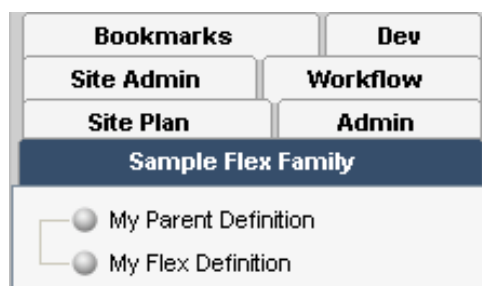 Bookmarks Dev
Site Admin Workflow
Site Plan Admin
Sample Flex Family
My Parent Definition
My Flex Definition